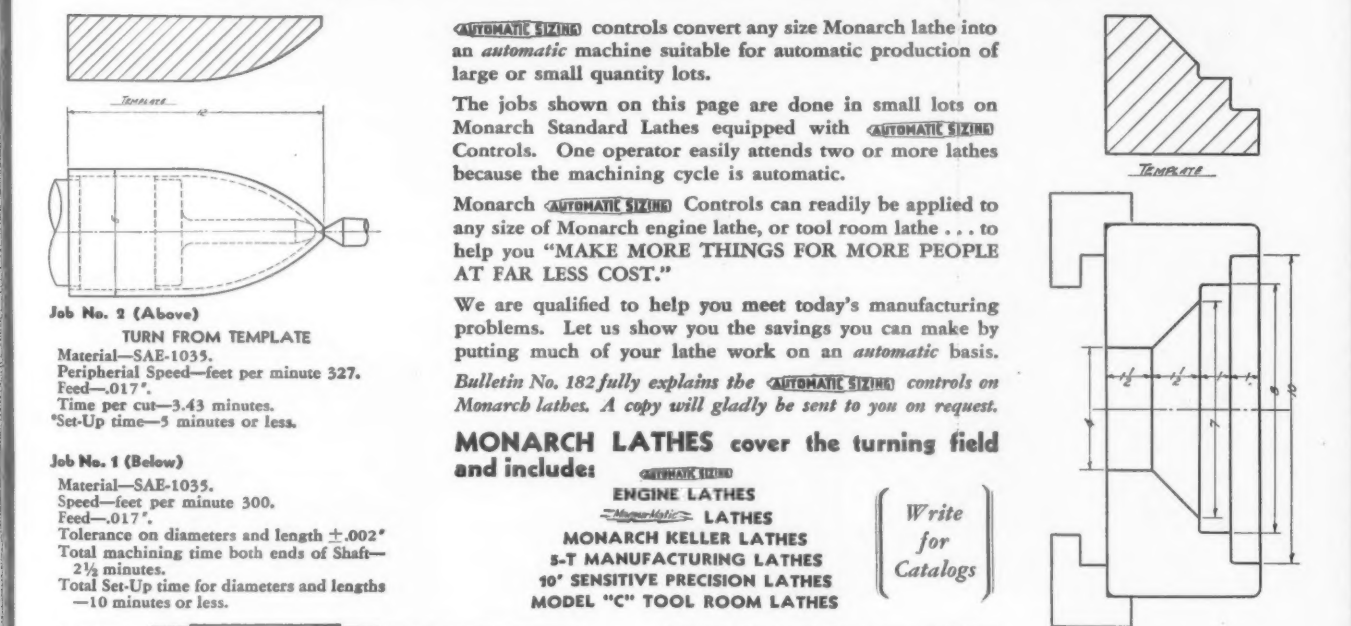 TEMPLATE
12
6
Job No. 2 (Above)
TURN FROM TEMPLATE
Material—SAE-1035.
Peripherial Speed—feet per minute 327.
Feed—.017".
Time per cut—3.43 minutes.
*Set-Up time—5 minutes or less.
Job No. 1 (Below)
Material—SAE-1035.
Speed—feet per minute 300.
Feed—.017".
Tolerance on diameters and length ±.002"
Total machining time both ends of Shaft—
2½ minutes.
Total Set-Up time for diameters and lengths
—10 minutes or less.
AUTOMATIC SIZING controls convert any size Monarch lathe into
an automatic machine suitable for automatic production of
large or small quantity lots.
The jobs shown on this page are done in small lots on
Monarch Standard Lathes equipped with AUTOMATIC SIZING
Controls. One operator easily attends two or more lathes
because the machining cycle is automatic.
Monarch AUTOMATIC SIZING Controls can readily be applied to
any size of Monarch engine lathe, or tool room lathe . . . to
help you “MAKE MORE THINGS FOR MORE PEOPLE
AT FAR LESS COST.”
We are qualified to help you meet today's manufacturing
problems. Let us show you the savings you can make by
putting much of your lathe work on an automatic basis.
Bulletin No. 182 fully explains the AUTOMATIC SIZING controls on
Monarch lathes. A copy will gladly be sent to you on request.
MONARCH LATHES cover the turning field
and include:
AUTOMATIC SIZING
ENGINE LATHES
Magna-Matic LATHES
MONARCH KELLER LATHES
5-T MANUFACTURING LATHES
10" SENSITIVE PRECISION LATHES
MODEL "C" TOOL ROOM LATHES
Write
for
Catalogs
TEMPLATE
1½ 1½ 1 1
4 7 8 10